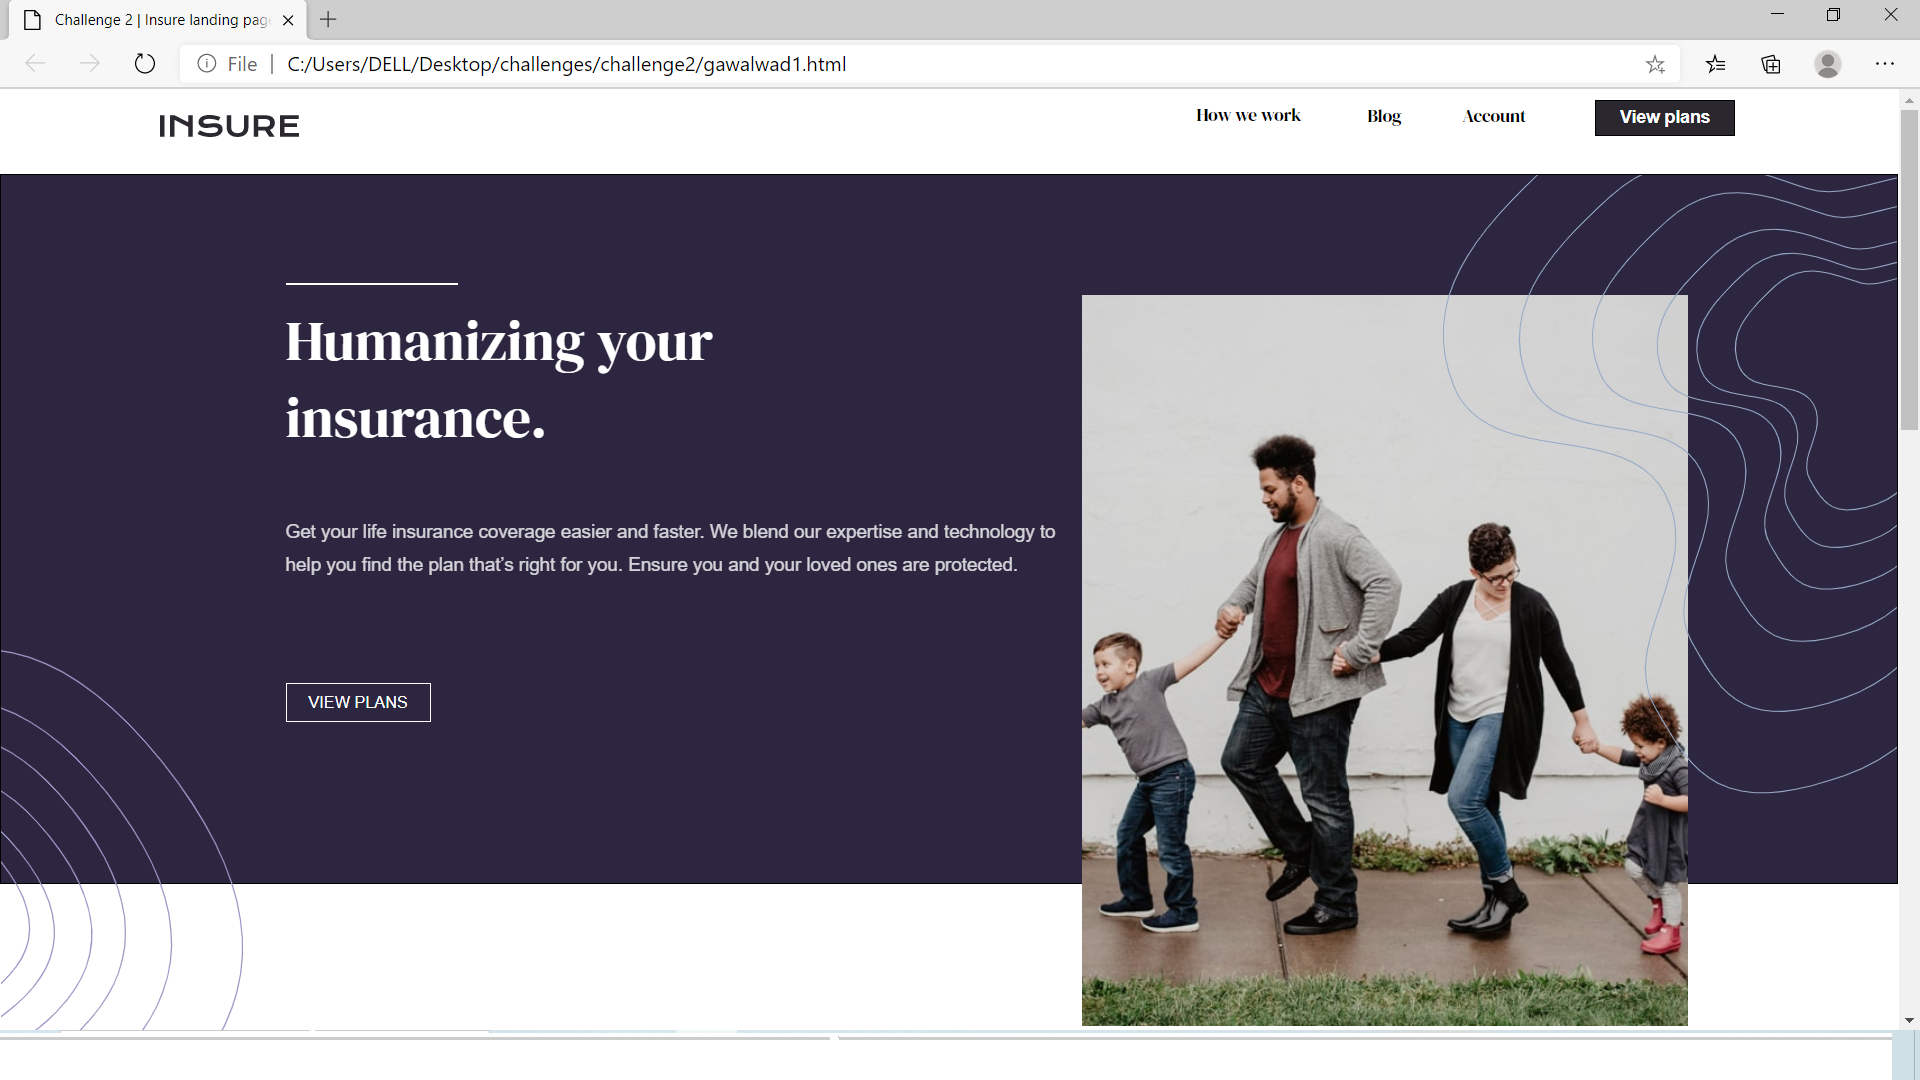 Challenge 2 | Insure landing pag
File
C:/Users/DELL/Desktop/challenges/challenge2/gawalwad1.html
INSURE
How we work
Blog
Account
View plans
Humanizing your
insurance.
Get your life insurance coverage easier and faster. We blend our expertise and technology to
help you find the plan that’s right for you. Ensure you and your loved ones are protected.
VIEW PLANS